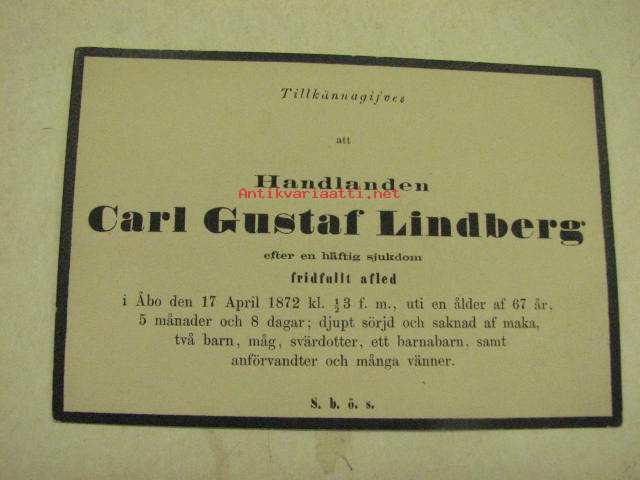 Tillkännagifves
att
Handlanden
Antikvariaatti.net
Carl Gustaf Lindberg
efter en häftig sjukdom
fridfullt afled
i Åbo den 17 April 1872 kl. ½3 f. m., uti en ålder af 67 år,
5 månader och 8 dagar; djupt sörjd och saknad af maka,
två barn, måg, svärdotter, ett barnabarn, samt
anförvandter och många vänner.
S. b. ö. s.